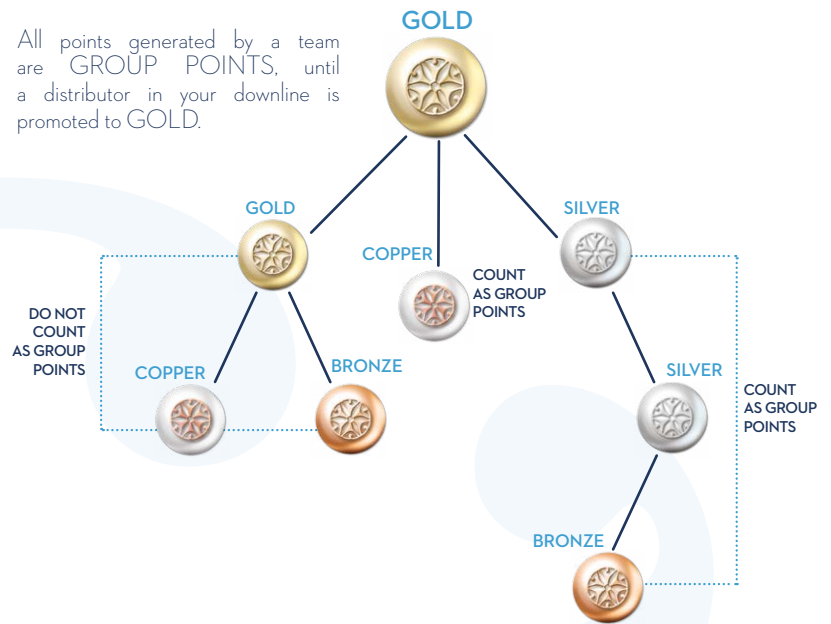 GOLD
All points generated by a team
are GROUP POINTS, until
a distributor in your downline is
promoted to GOLD.
GOLD
SILVER
COPPER
COUNT
AS GROUP
POINTS
DO NOT
COUNT
AS GROUP
POINTS
COPPER
BRONZE
SILVER
COUNT
AS GROUP
POINTS
BRONZE